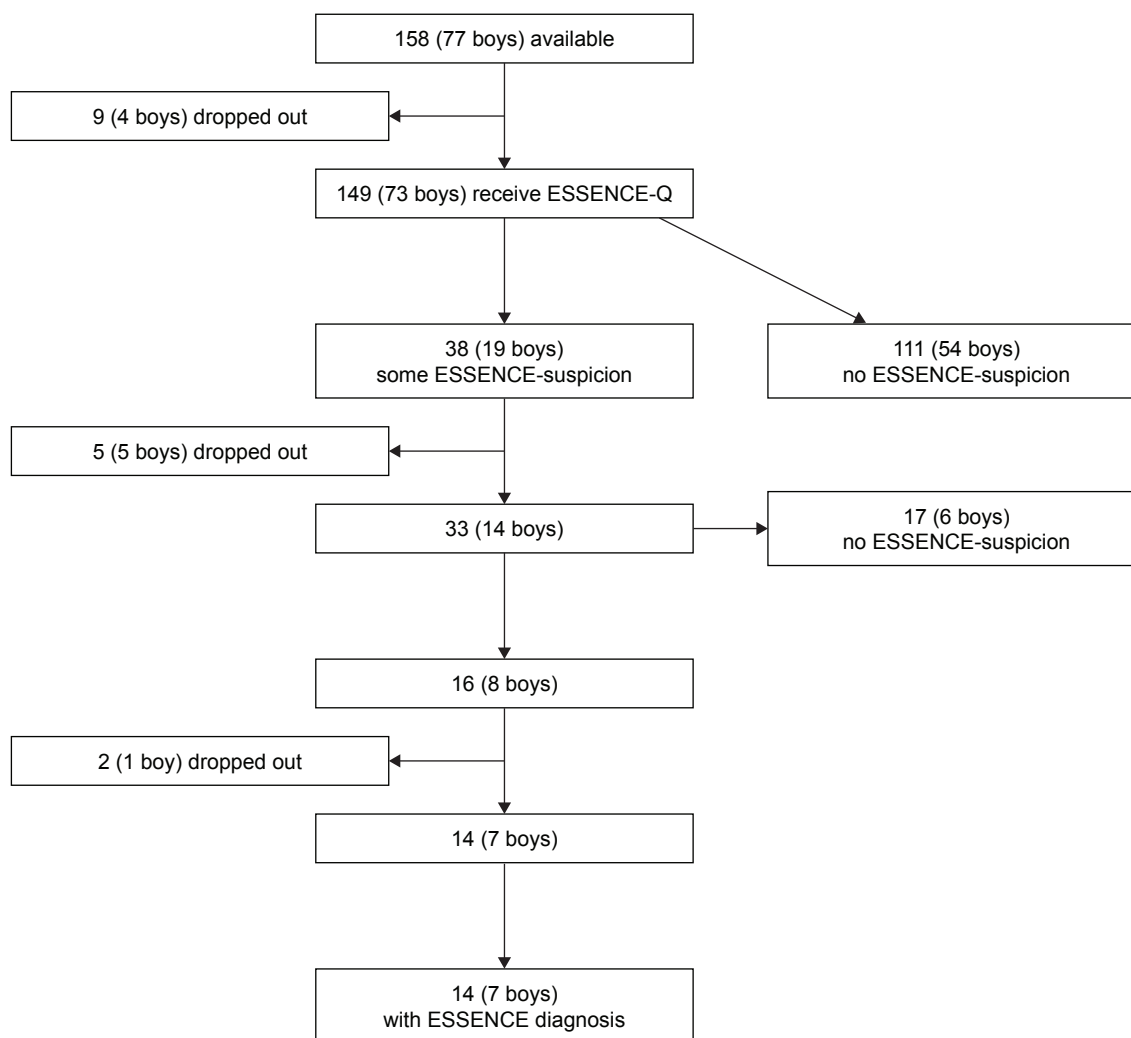 158 (77 boys) available
9 (4 boys) dropped out
149 (73 boys) receive ESSENCE-Q
38 (19 boys)
some ESSENCE-suspicion
111 (54 boys)
no ESSENCE-suspicion
5 (5 boys) dropped out
33 (14 boys)
17 (6 boys)
no ESSENCE-suspicion
16 (8 boys)
2 (1 boy) dropped out
14 (7 boys)
14 (7 boys)
with ESSENCE diagnosis